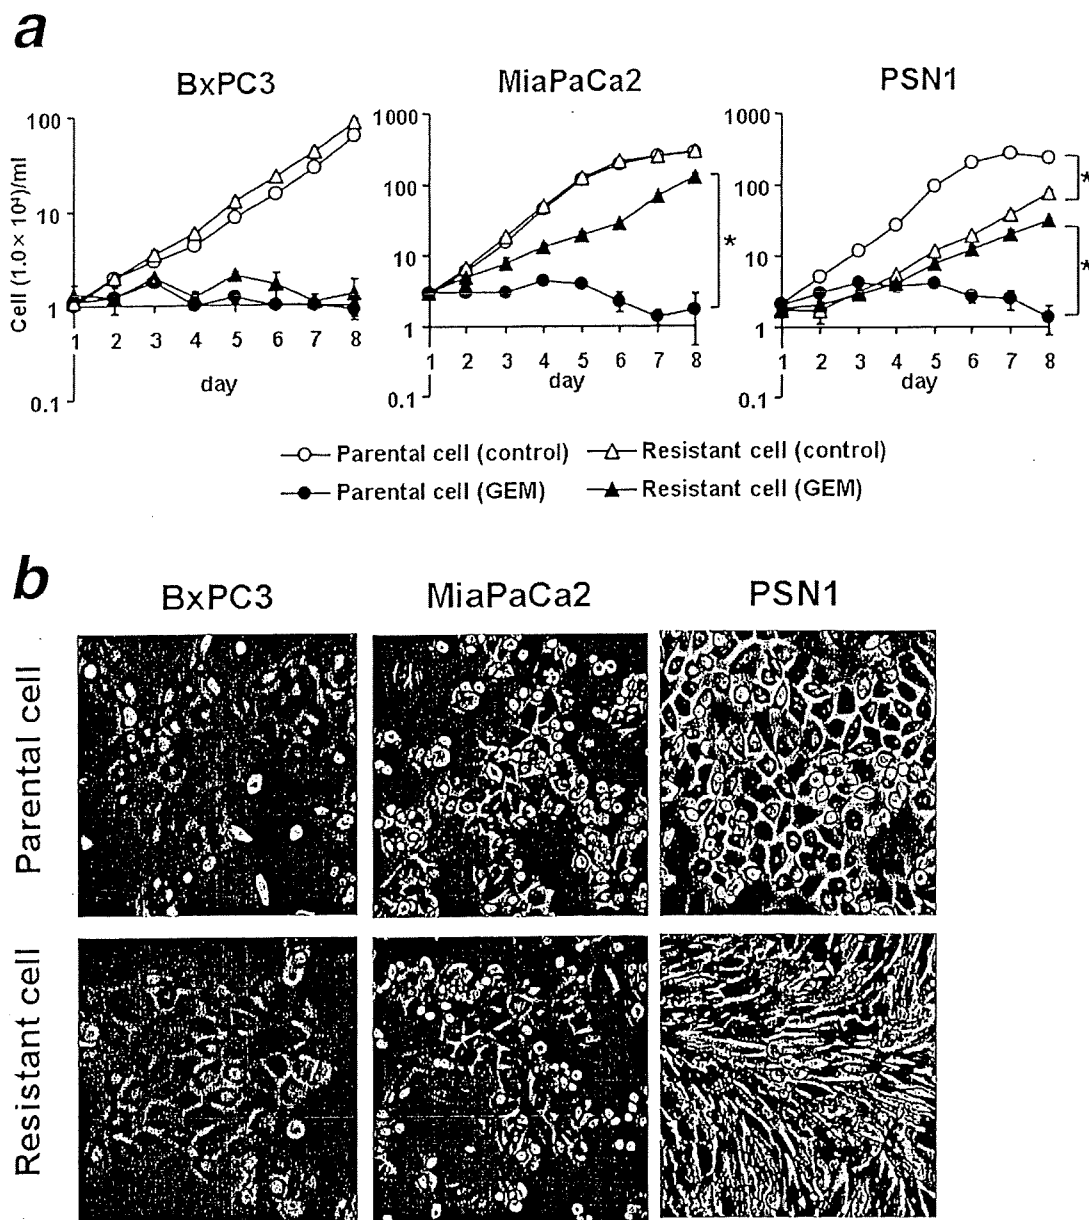 a
BxPC3
MiaPaCa2
PSN1
Cell (1.0 × 10⁴)/ml
100
10
1
0.1
1 2 3 4 5 6 7 8
day
1000
100
10
1
0.1
1 2 3 4 5 6 7 8
day
*
1000
100
10
1
0.1
1 2 3 4 5 6 7 8
day
*
*
Parental cell (control)
Resistant cell (control)
Parental cell (GEM)
Resistant cell (GEM)
b
BxPC3
MiaPaCa2
PSN1
Parental cell
Resistant cell